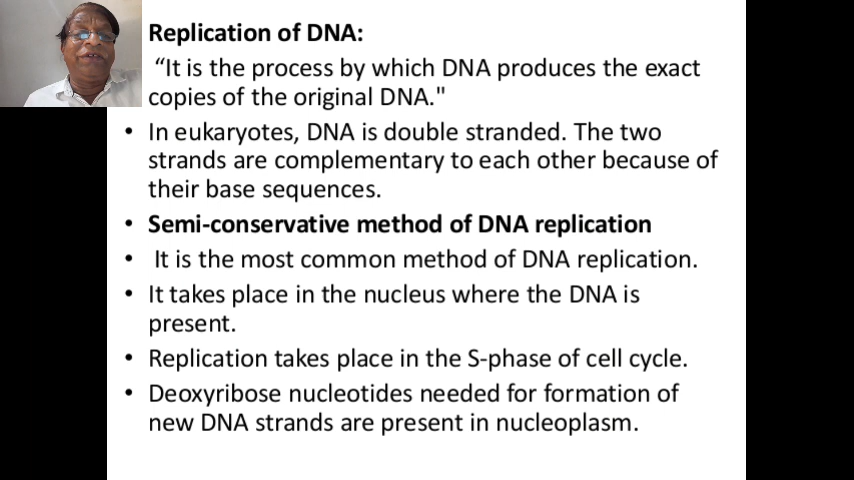 Replication of DNA:
“It is the process by which DNA produces the exact
copies of the original DNA."
• In eukaryotes, DNA is double stranded. The two
strands are complementary to each other because of
their base sequences.
• Semi-conservative method of DNA replication
• It is the most common method of DNA replication.
• It takes place in the nucleus where the DNA is
present.
• Replication takes place in the S-phase of cell cycle.
• Deoxyribose nucleotides needed for formation of
new DNA strands are present in nucleoplasm.